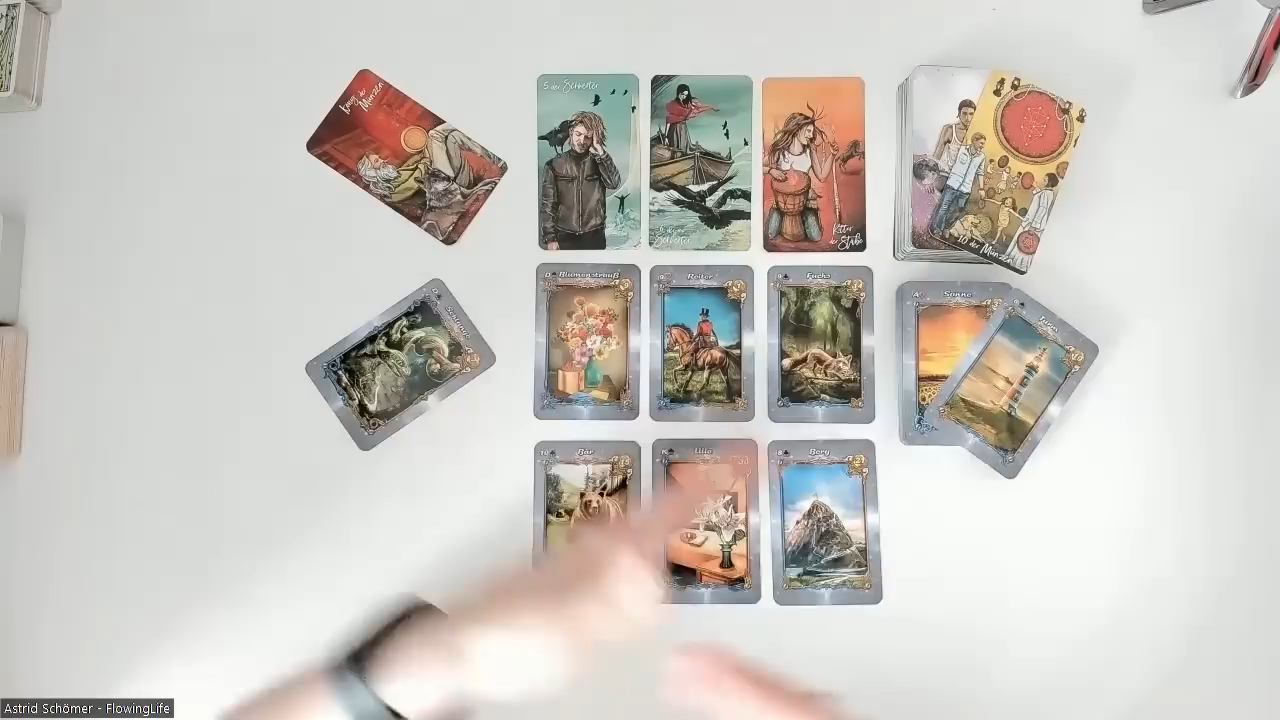 König der Münzen
5 der Schwerter
6 der Schwerter
Ritter
der Stäbe
10 der Münzen
Schlange
Blumenstrauß
Reiter
Fuchs
Sonne
Turm
Bär
Lilie
Berg
Astrid Schömer - FlowingLife